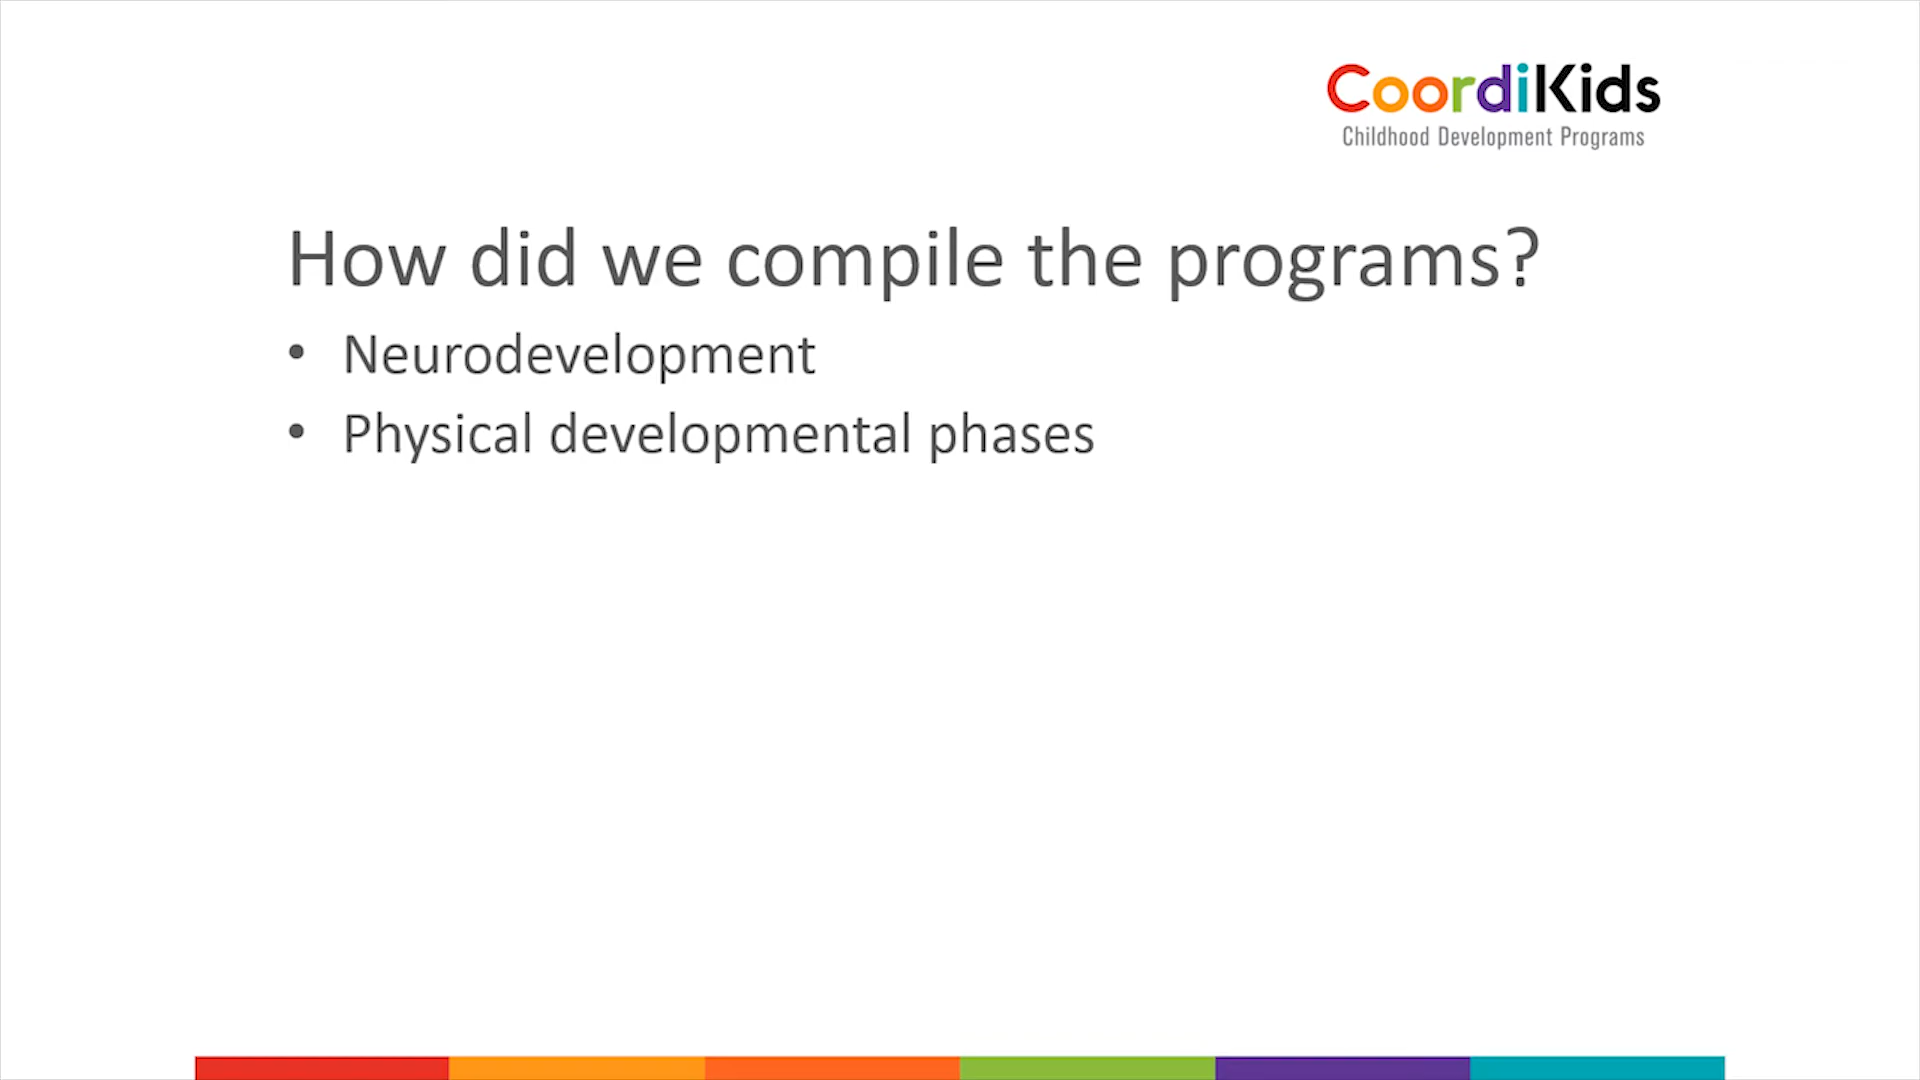 CoordiKids
Childhood Development Programs
How did we compile the programs?
• Neurodevelopment
• Physical developmental phases